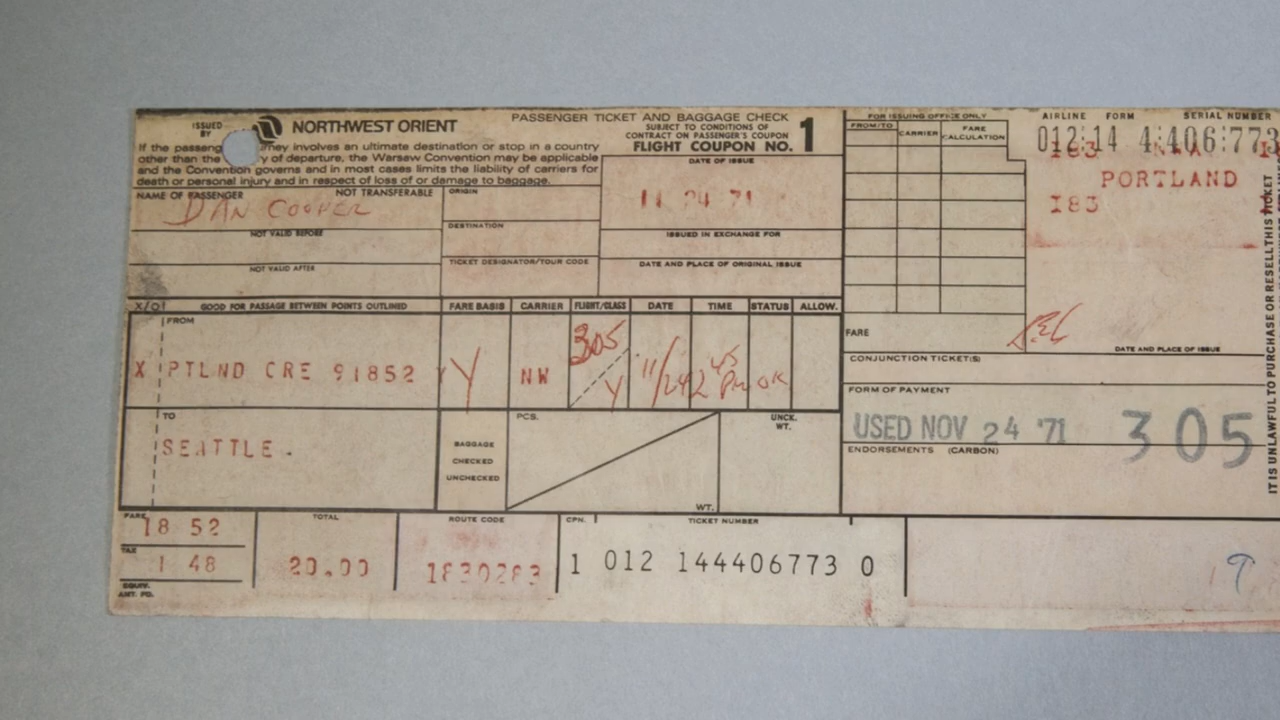 ISSUED BY NORTHWEST ORIENT
PASSENGER TICKET AND BAGGAGE CHECK
SUBJECT TO CONDITIONS OF
CONTRACT ON PASSENGER'S COUPON
FLIGHT COUPON NO. 1
If the passeng ney involves an ultimate destination or stop in a country
other than the y of departure, the Warsaw Convention may be applicable
and the Convention governs and in most cases limits the liability of carriers for
death or personal injury and in respect of loss of or damage to baggage.
NAME OF PASSENGER NOT TRANSFERABLE
DAN COOPER
NOT VALID BEFORE
NOT VALID AFTER
ORIGIN
DESTINATION
TICKET DESIGNATOR/TOUR CODE
DATE OF ISSUE
11 24 71
ISSUED IN EXCHANGE FOR
DATE AND PLACE OF ORIGINAL ISSUE
FOR ISSUING OFFICE ONLY
FROM/TO CARRIER FARE CALCULATION
AIRLINE FORM SERIAL NUMBER
012:14 4:406:773
183
PORTLAND
183
DATE AND PLACE OF ISSUE
IT IS UNLAWFUL TO PURCHASE OR RESELL THIS TICKET
X/O GOOD FOR PASSAGE BETWEEN POINTS OUTLINED FARE BASIS CARRIER FLIGHT/CLASS DATE TIME STATUS ALLOW.
FROM
X PTLND CRE 91852 Y NW 305 Y 11/24 2 45 PM OK
TO
SEATTLE.
BAGGAGE
CHECKED
UNCHECKED
PCS.
WT.
UNCK.
WT.
FARE
CONJUNCTION TICKET(S)
FORM OF PAYMENT
USED NOV 24 '71 305
ENDORSEMENTS (CARBON)
FARE 18 52
TAX 1 48
EQUIV.
AMT. PD.
TOTAL
20.00
ROUTE CODE
1830283
CPN. TICKET NUMBER
1 012 144406773 0